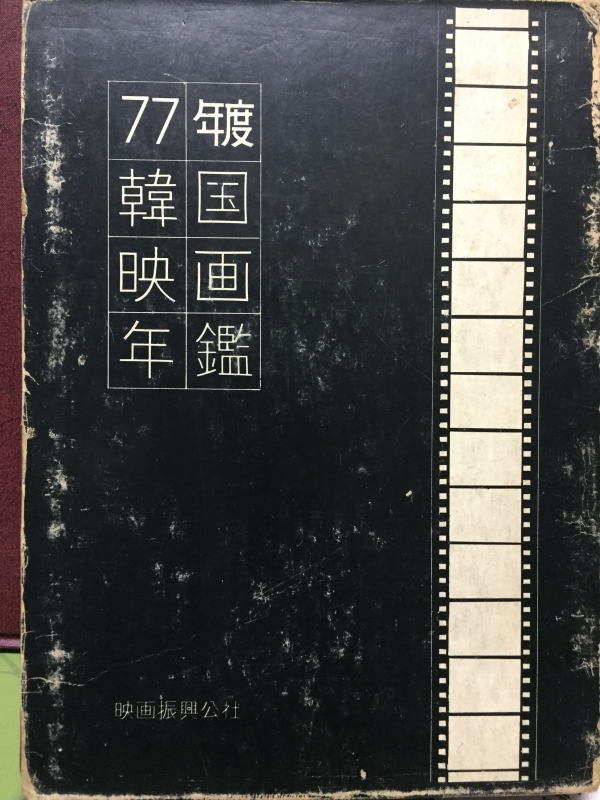 77年度
韓国
映画
年鑑
映画振興公社